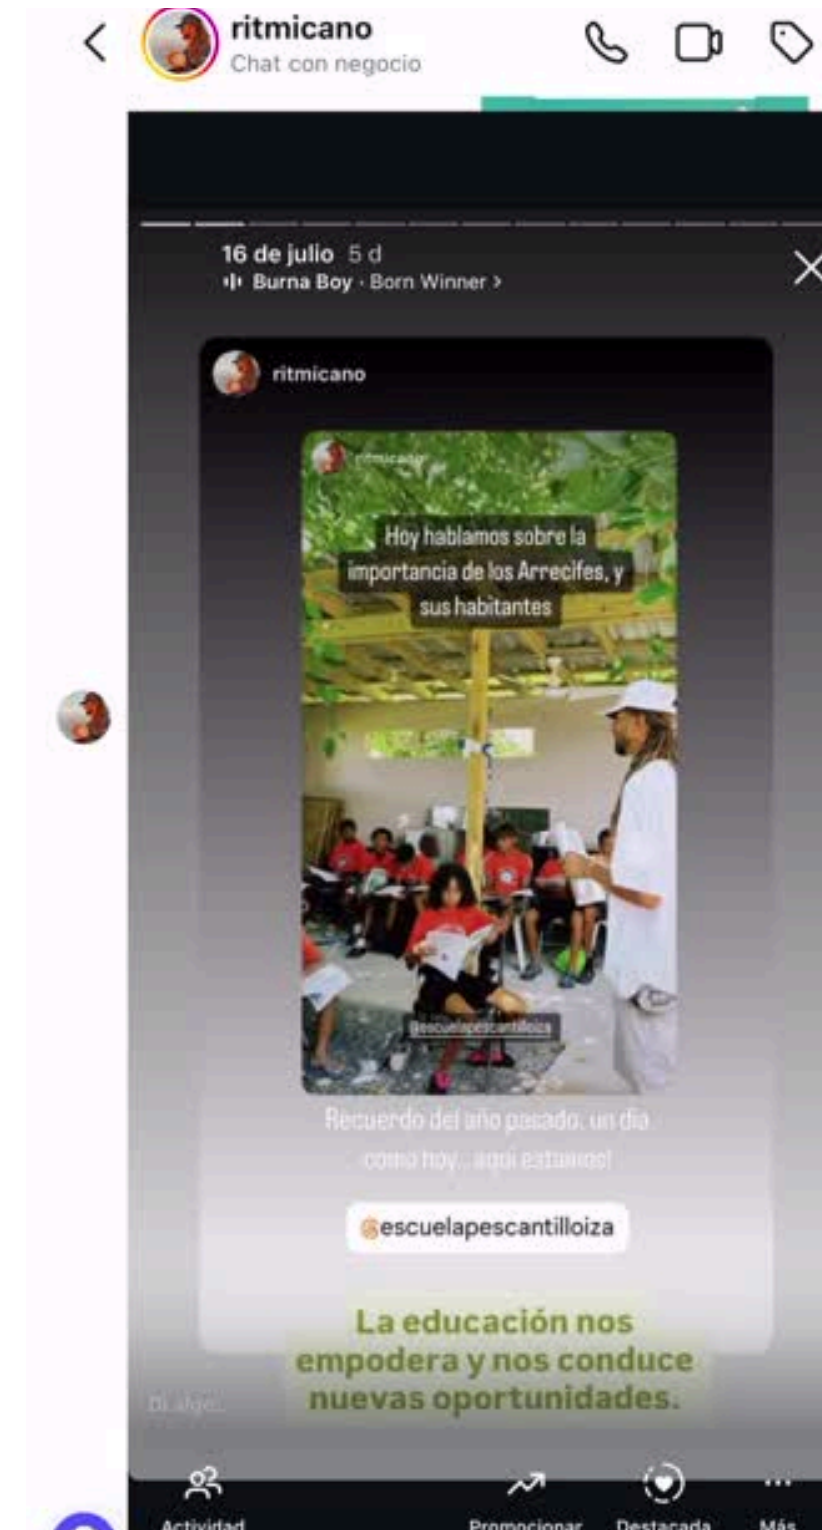 ritmicano
Chat con negocio
16 de julio 5 d
Burna Boy · Born Winner >
ritmicano
ritmicano
Hoy hablamos sobre la
importancia de los Arrecifes, y
sus habitantes
@escuelapescantilloiza
Recuerdo del año pasado, un día
como hoy.. aquí estamos!
@escuelapescantilloiza
La educación nos
empodera y nos conduce
nuevas oportunidades.
Di algo...
Actividad
Promocionar
Destacada
Más